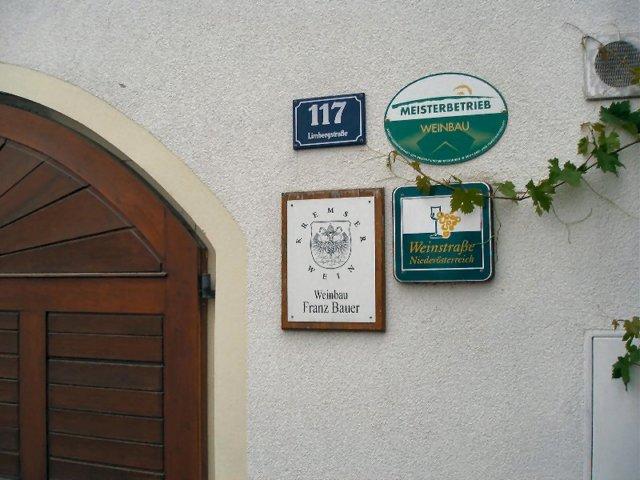 117
Limbergstraße
MEISTERBETRIEB
WEINBAU
KREMSER
WEIN
Weinbau
Franz Bauer
Weinstraße
Niederösterreich